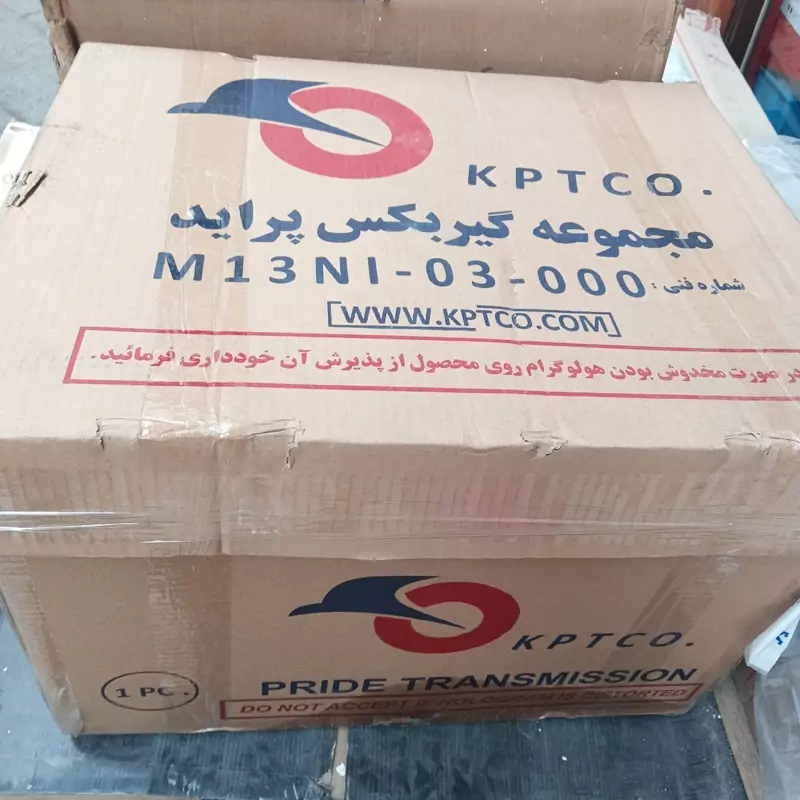 KPTCO.
مجموعه گیربکس پراید
شماره فنی: M13NI-03-000
WWW.KPTCO.COM
در صورت مخدوش بودن هولوگرام روی محصول از پذیرش آن خودداری فرمائید.
KPTCO.
1 PC.
PRIDE TRANSMISSION
DO NOT ACCEPT IF HOLOGRAM IS DISTORTED